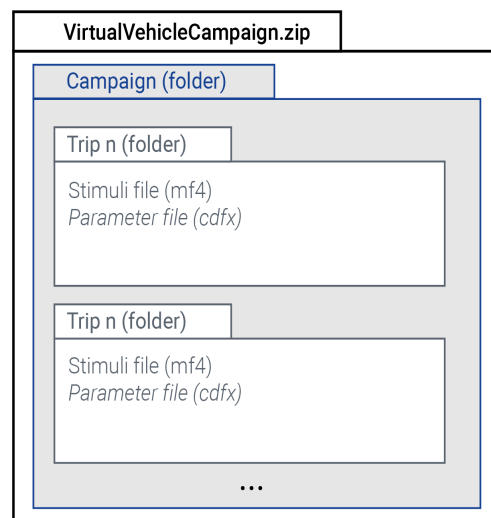 VirtualVehicleCampaign.zip
Campaign (folder)
Trip n (folder)
Stimuli file (mf4)
Parameter file (cdfx)
Trip n (folder)
Stimuli file (mf4)
Parameter file (cdfx)
...